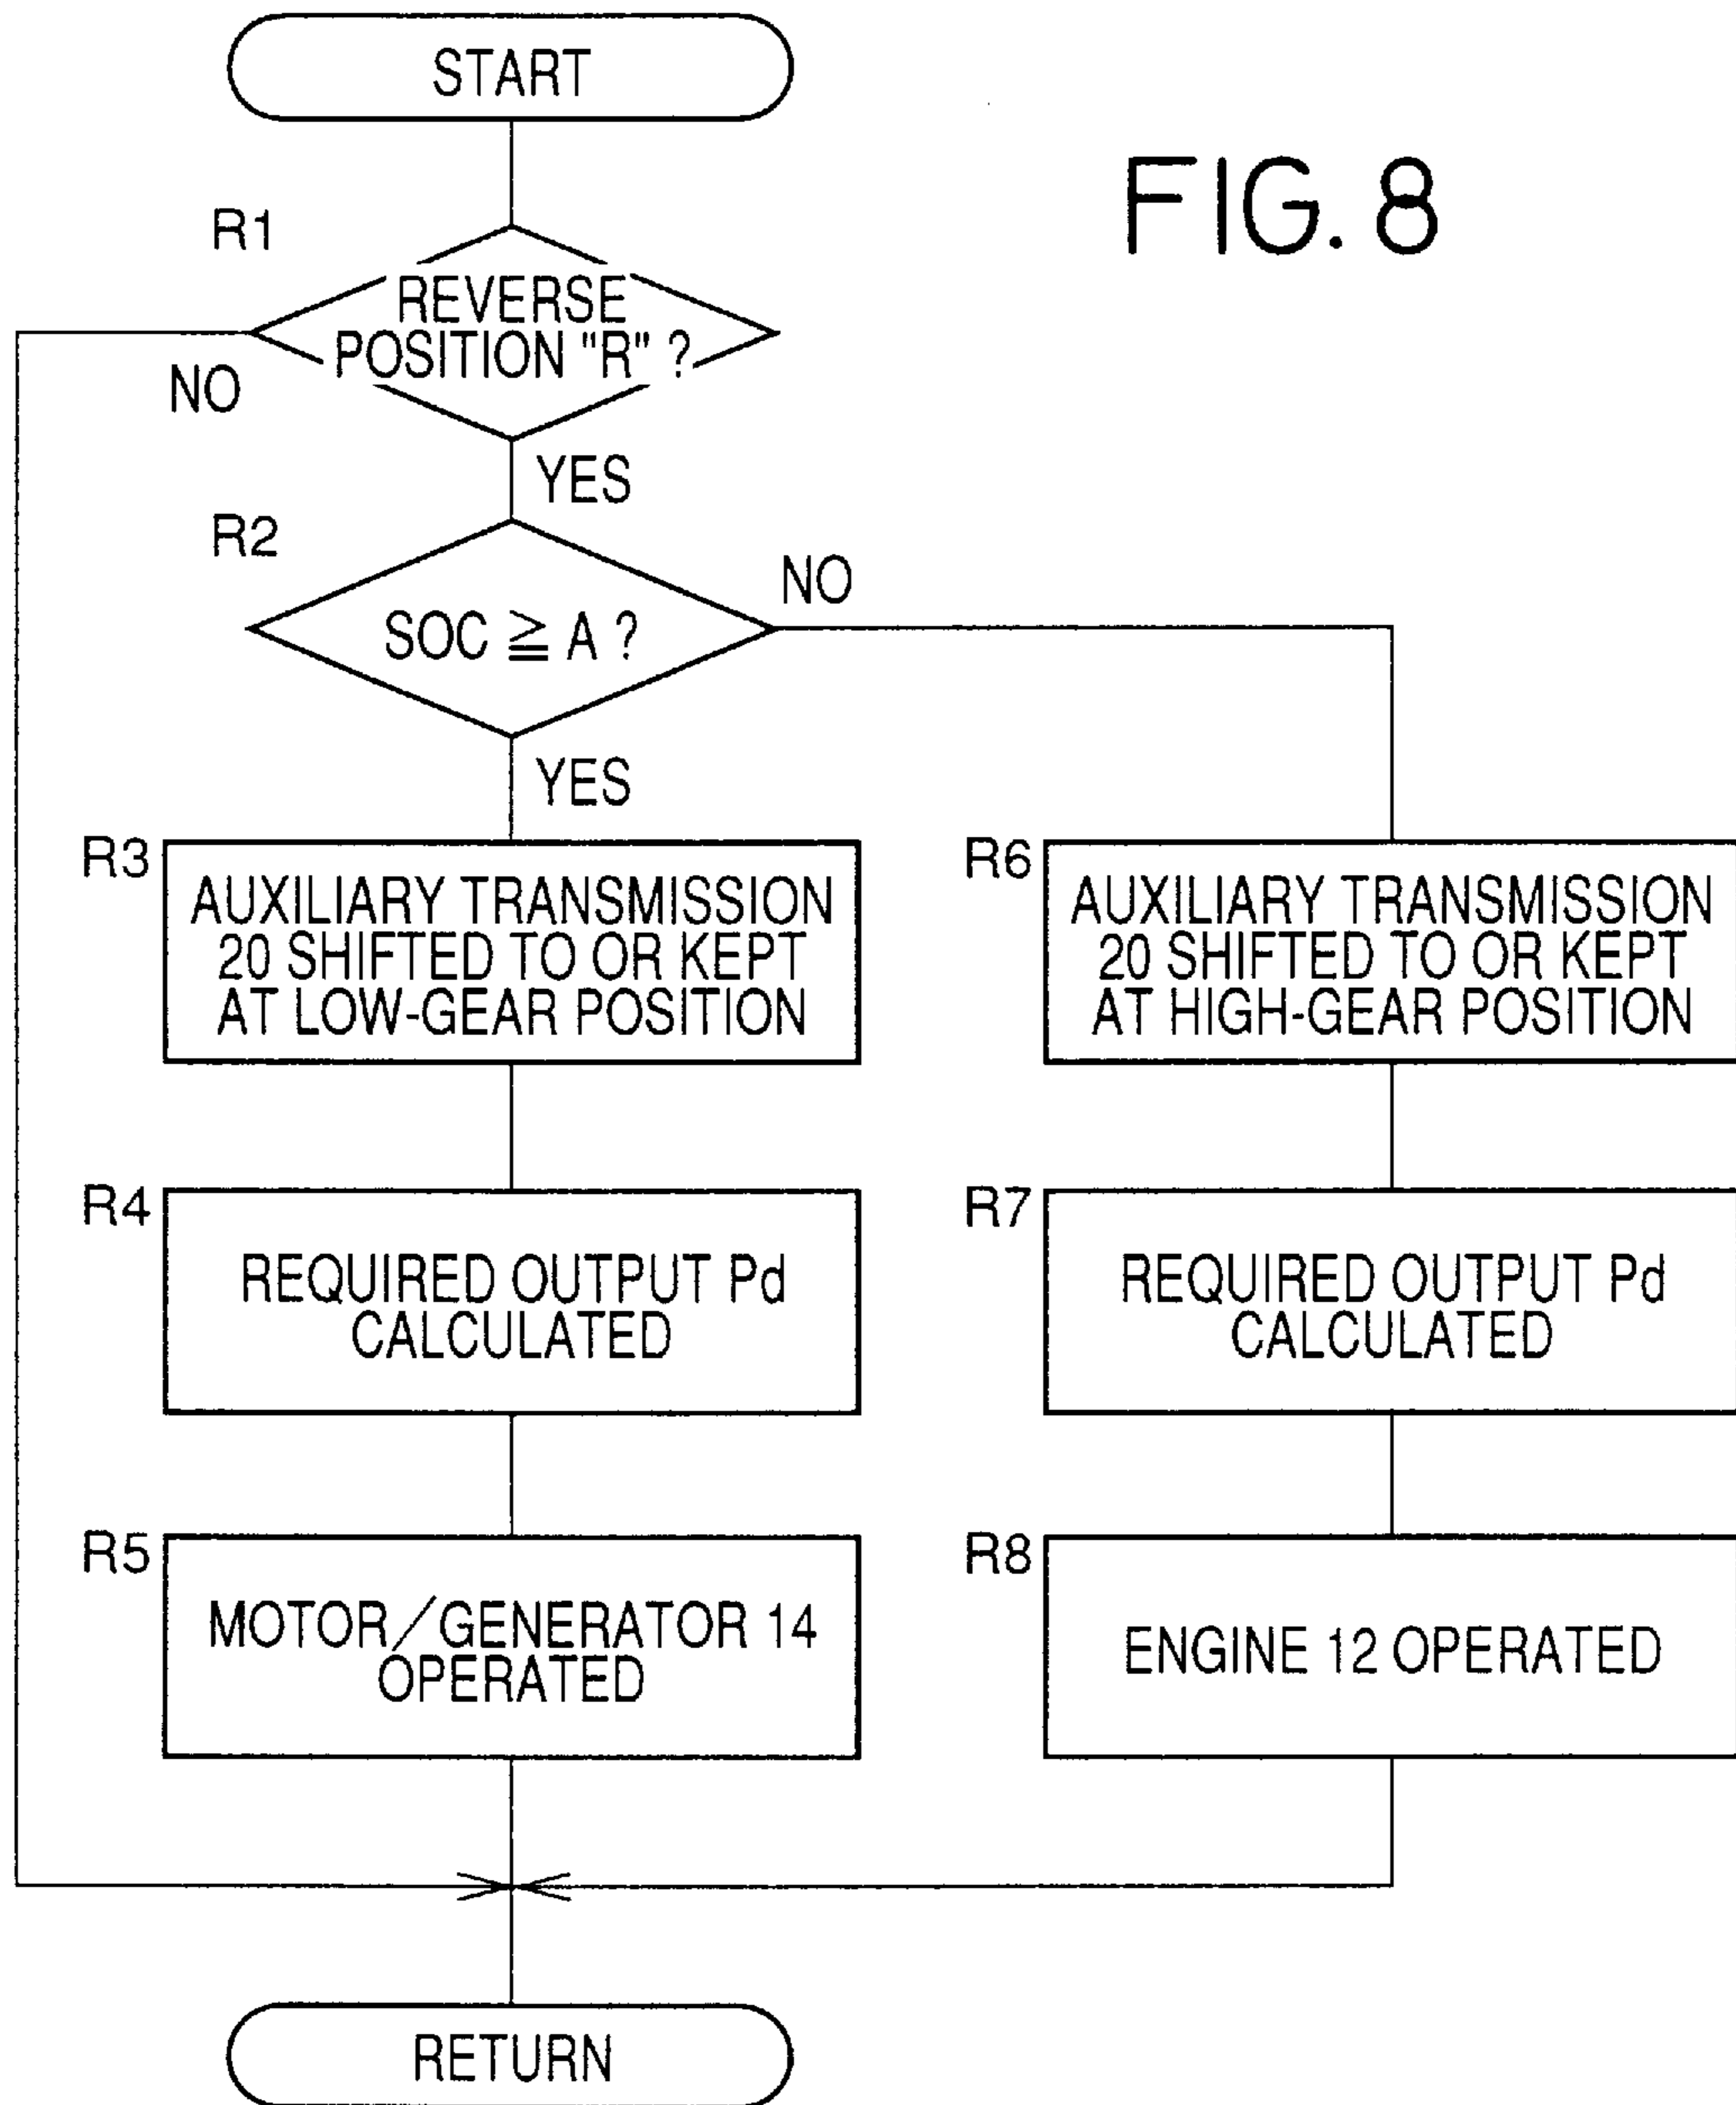 START
FIG. 8
R1
REVERSE
POSITION "R" ?
NO
YES
R2
SOC ≧ A ?
NO
YES
R3
AUXILIARY TRANSMISSION
20 SHIFTED TO OR KEPT
AT LOW-GEAR POSITION
R6
AUXILIARY TRANSMISSION
20 SHIFTED TO OR KEPT
AT HIGH-GEAR POSITION
R4
REQUIRED OUTPUT Pd
CALCULATED
R7
REQUIRED OUTPUT Pd
CALCULATED
R5
MOTOR/GENERATOR 14
OPERATED
R8
ENGINE 12 OPERATED
RETURN